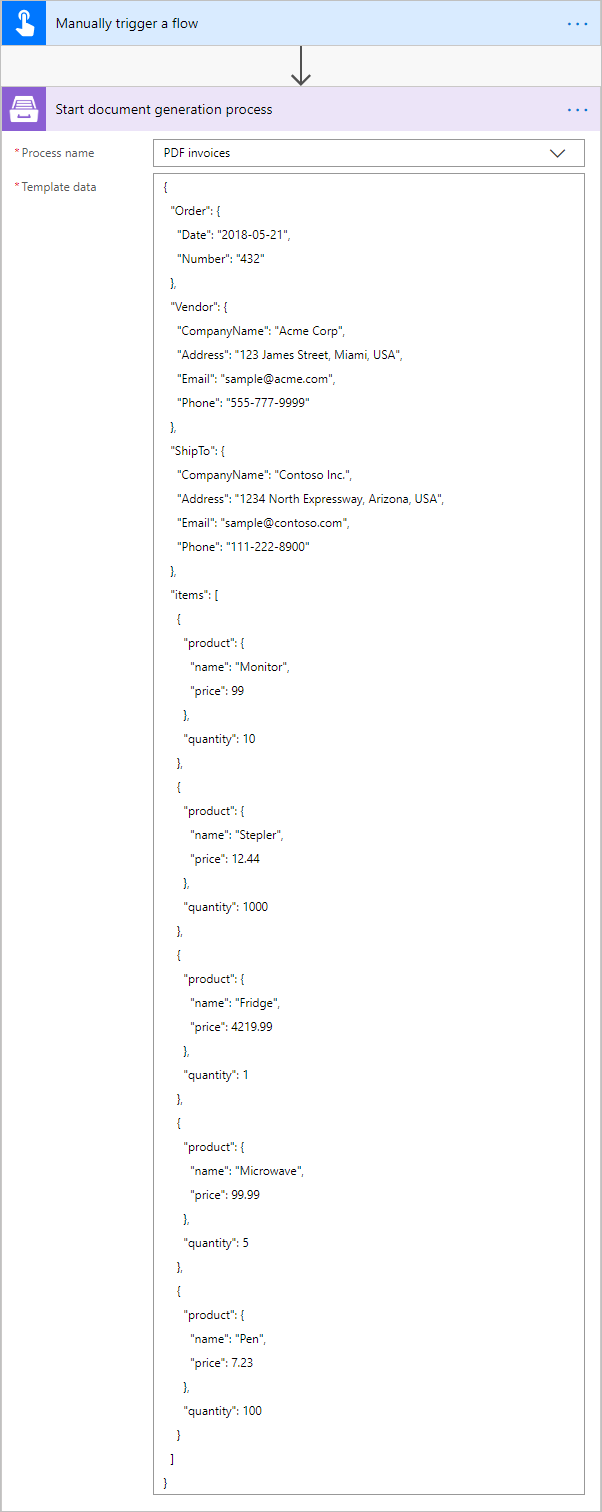 Manually trigger a flow
Start document generation process
*Process name
PDF invoices
*Template data
{
"Order": {
"Date": "2018-05-21",
"Number": "432"
},
"Vendor": {
"CompanyName": "Acme Corp",
"Address": "123 James Street, Miami, USA",
"Email": "sample@acme.com",
"Phone": "555-777-9999"
},
"ShipTo": {
"CompanyName": "Contoso Inc.",
"Address": "1234 North Expressway, Arizona, USA",
"Email": "sample@contoso.com",
"Phone": "111-222-8900"
},
"items": [
{
"product": {
"name": "Monitor",
"price": 99
},
"quantity": 10
},
{
"product": {
"name": "Stepler",
"price": 12.44
},
"quantity": 1000
},
{
"product": {
"name": "Fridge",
"price": 4219.99
},
"quantity": 1
},
{
"product": {
"name": "Microwave",
"price": 99.99
},
"quantity": 5
},
{
"product": {
"name": "Pen",
"price": 7.23
},
"quantity": 100
}
]
}